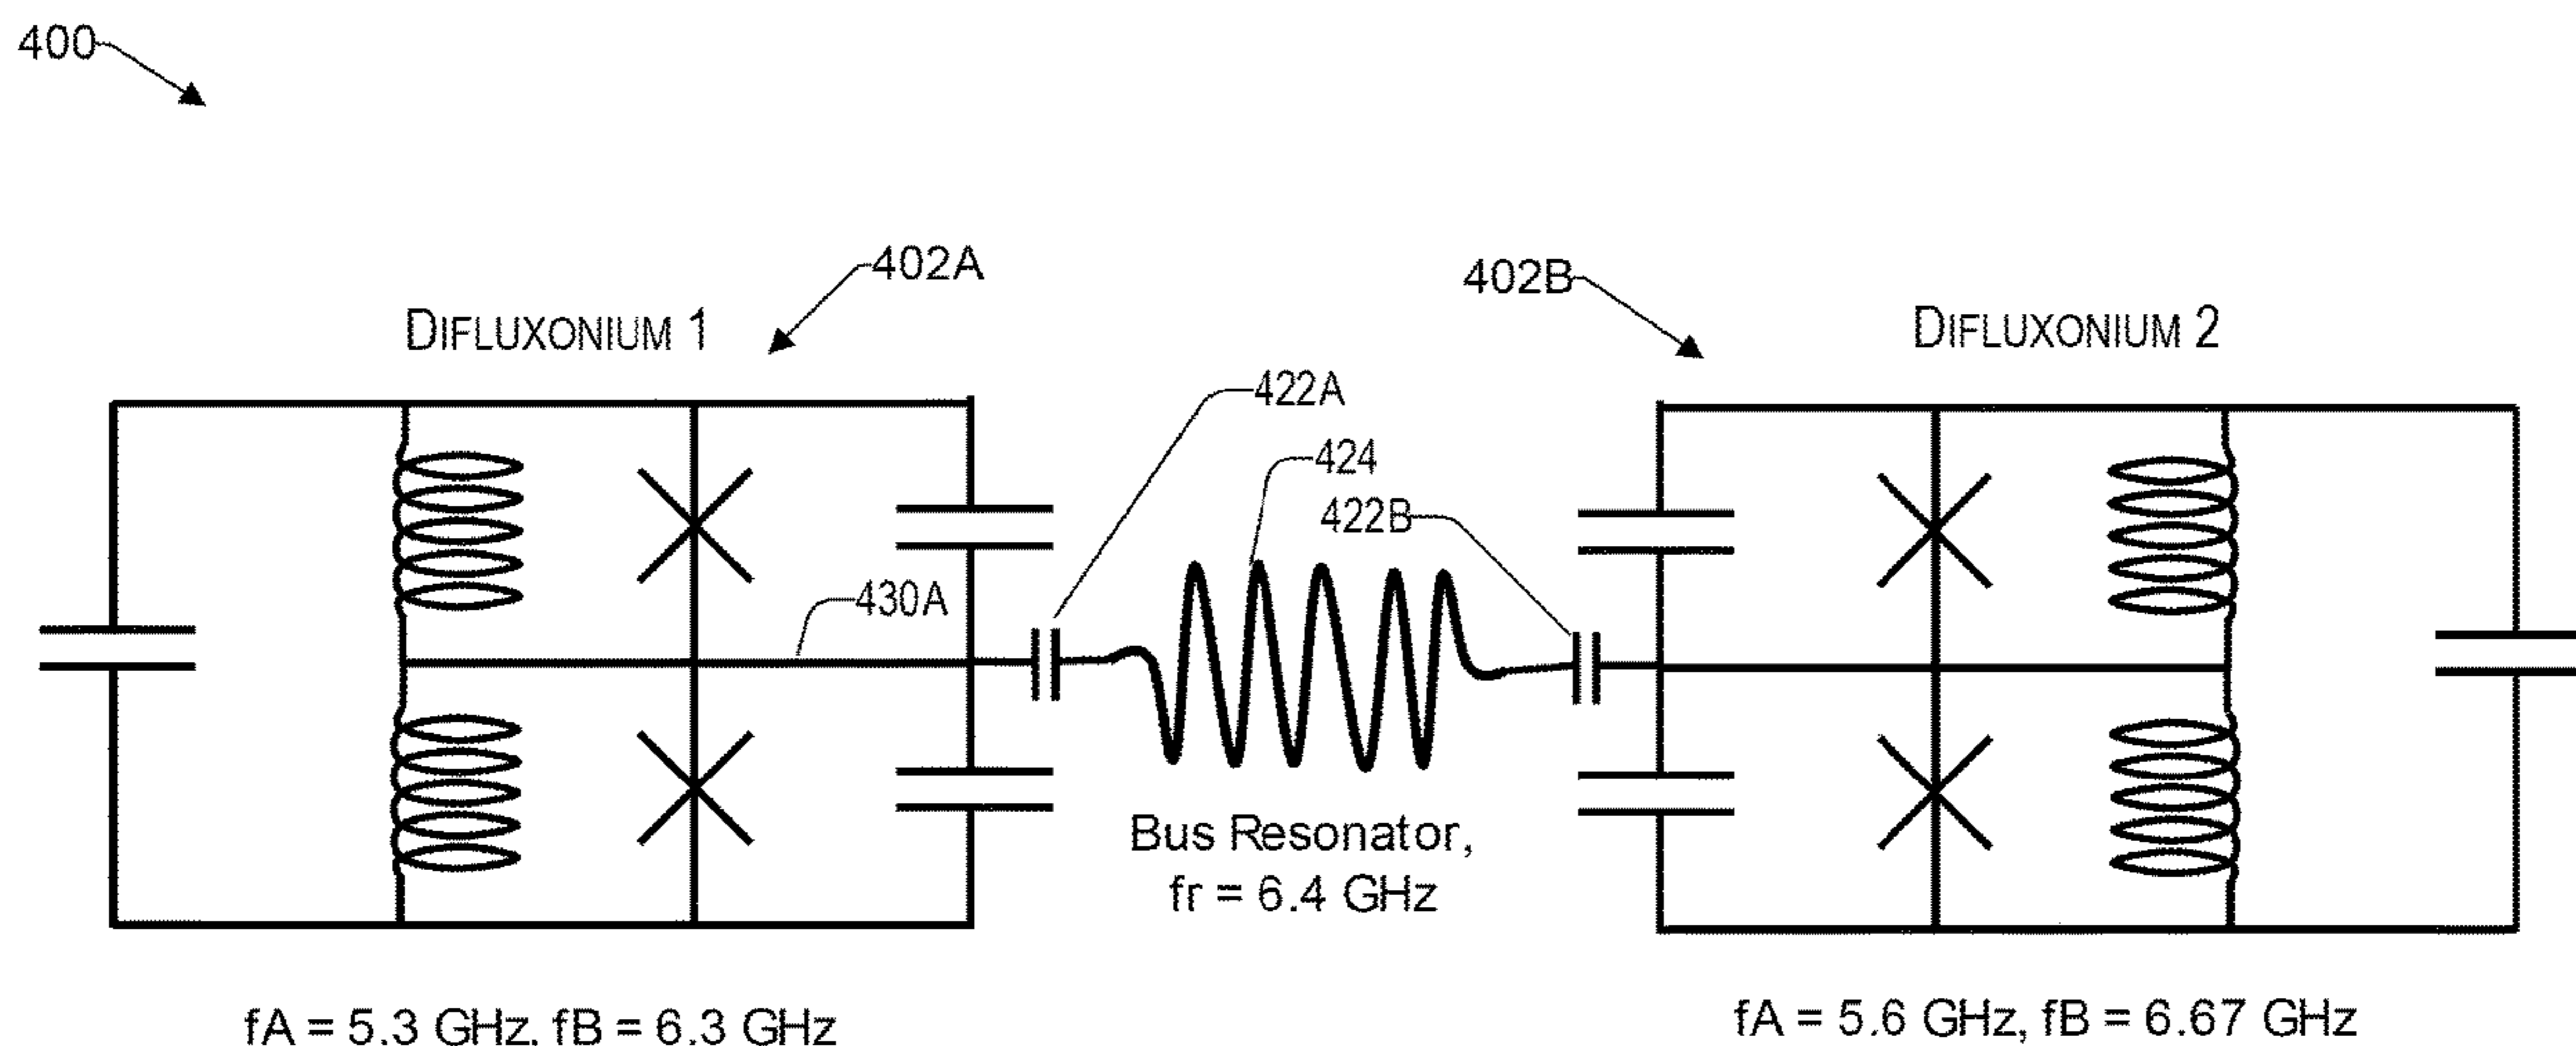 400
402A
402B
DIFLUXONIUM 1
DIFLUXONIUM 2
422A
424
422B
430A
Bus Resonator,
fr = 6.4 GHz
fA = 5.3 GHz, fB = 6.3 GHz
fA = 5.6 GHz, fB = 6.67 GHz